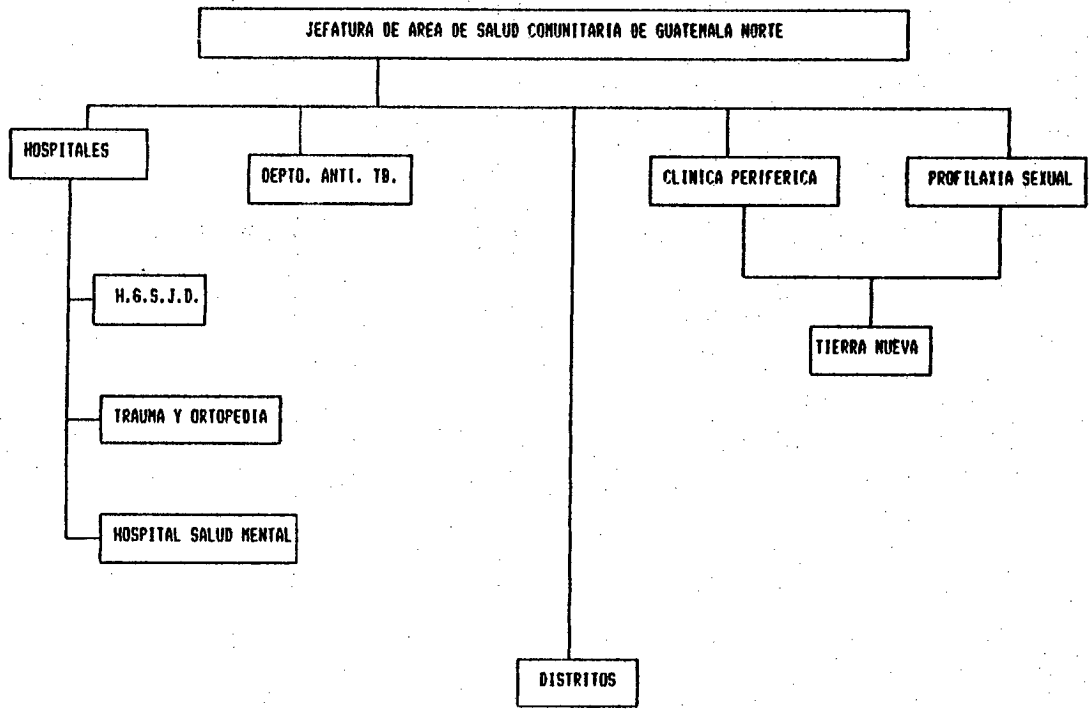 JEFATURA DE AREA DE SALUD COMUNITARIA DE GUATEMALA NORTE
HOSPITALES
DEPTO. ANTI. TB.
CLINICA PERIFERICA
PROFILAXIA SEXUAL
H.G.S.J.D.
TIERRA NUEVA
TRAUMA Y ORTOPEDIA
HOSPITAL SALUD MENTAL
DISTRITOS